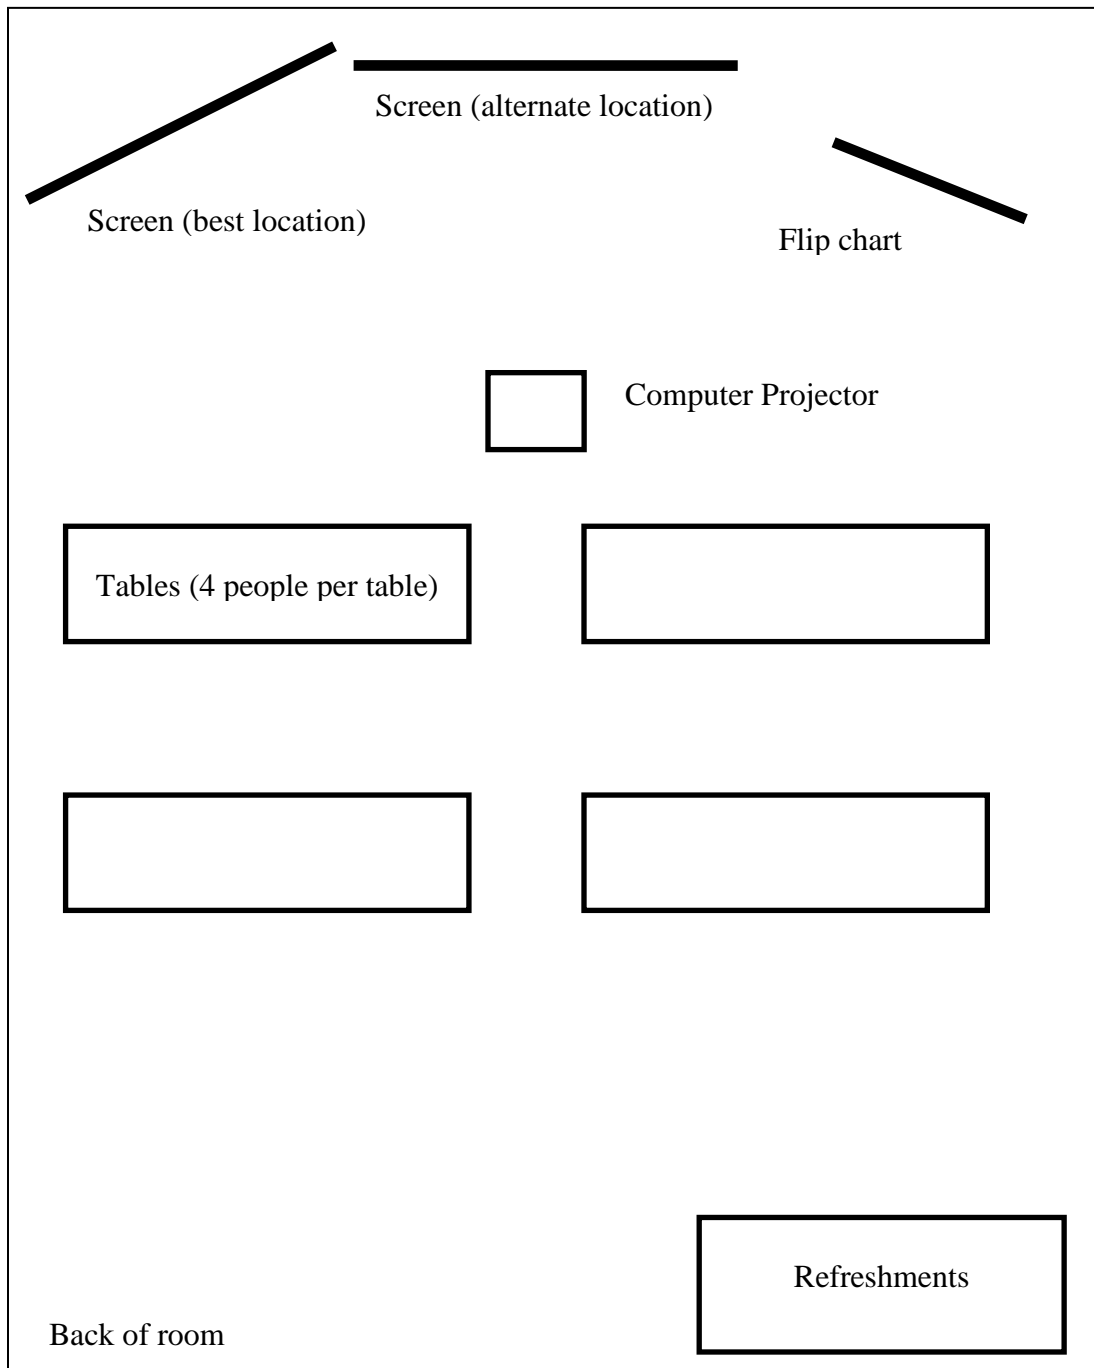 Screen (alternate location)
Screen (best location)
Flip chart
Computer Projector
Tables (4 people per table)
Refreshments
Back of room